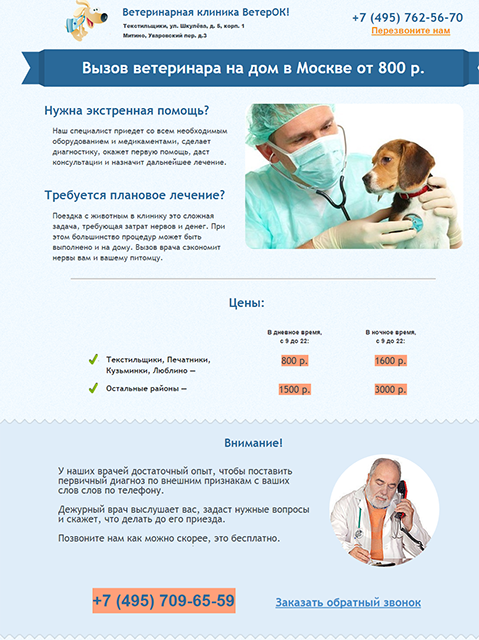 Ветеринарная клиника ВетерОК!
Текстильщики, ул. Шкулёва, д. 5, корп. 1
Митино, Уваровский пер. д.3
+7 (495) 762-56-70
Перезвоните нам
Вызов ветеринара на дом в Москве от 800 р.
Нужна экстренная помощь?
Наш специалист приедет со всем необходимым
оборудованием и медикаментами, сделает
диагностику, окажет первую помощь, даст
консультации и назначит дальнейшее лечение.
Требуется плановое лечение?
Поездка с животным в клинику это сложная
задача, требующая затрат нервов и денег. При
этом большинство процедур может быть
выполнено и на дому. Вызов врача сэкономит
нервы вам и вашему питомцу.
Цены:
В дневное время,
с 9 до 22:
В ночное время,
с 9 до 22:
Текстильщики, Печатники,
Кузьминки, Люблино —
800 р.
1600 р.
Остальные районы —
1500 р.
3000 р.
Внимание!
У наших врачей достаточный опыт, чтобы поставить
первичный диагноз по внешним признакам с ваших
слов слов по телефону.
Дежурный врач выслушает вас, задаст нужные вопросы
и скажет, что делать до его приезда.
Позвоните нам как можно скорее, это бесплатно.
+7 (495) 709-65-59
Заказать обратный звонок